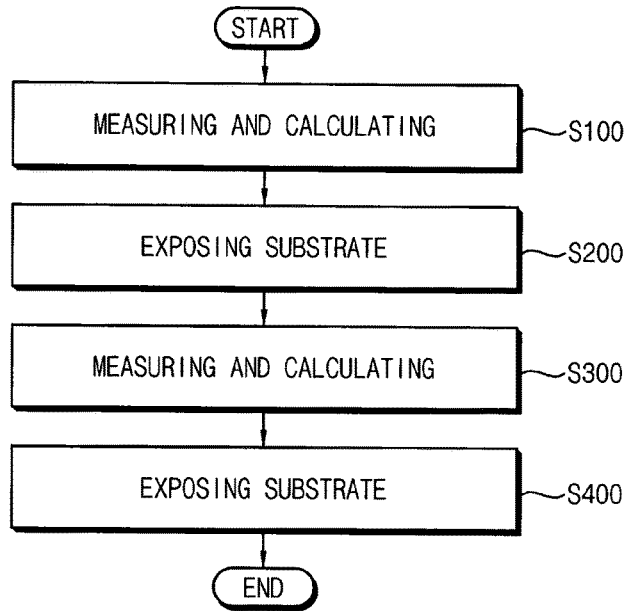 START
MEASURING AND CALCULATING
S100
EXPOSING SUBSTRATE
S200
MEASURING AND CALCULATING
S300
EXPOSING SUBSTRATE
S400
END